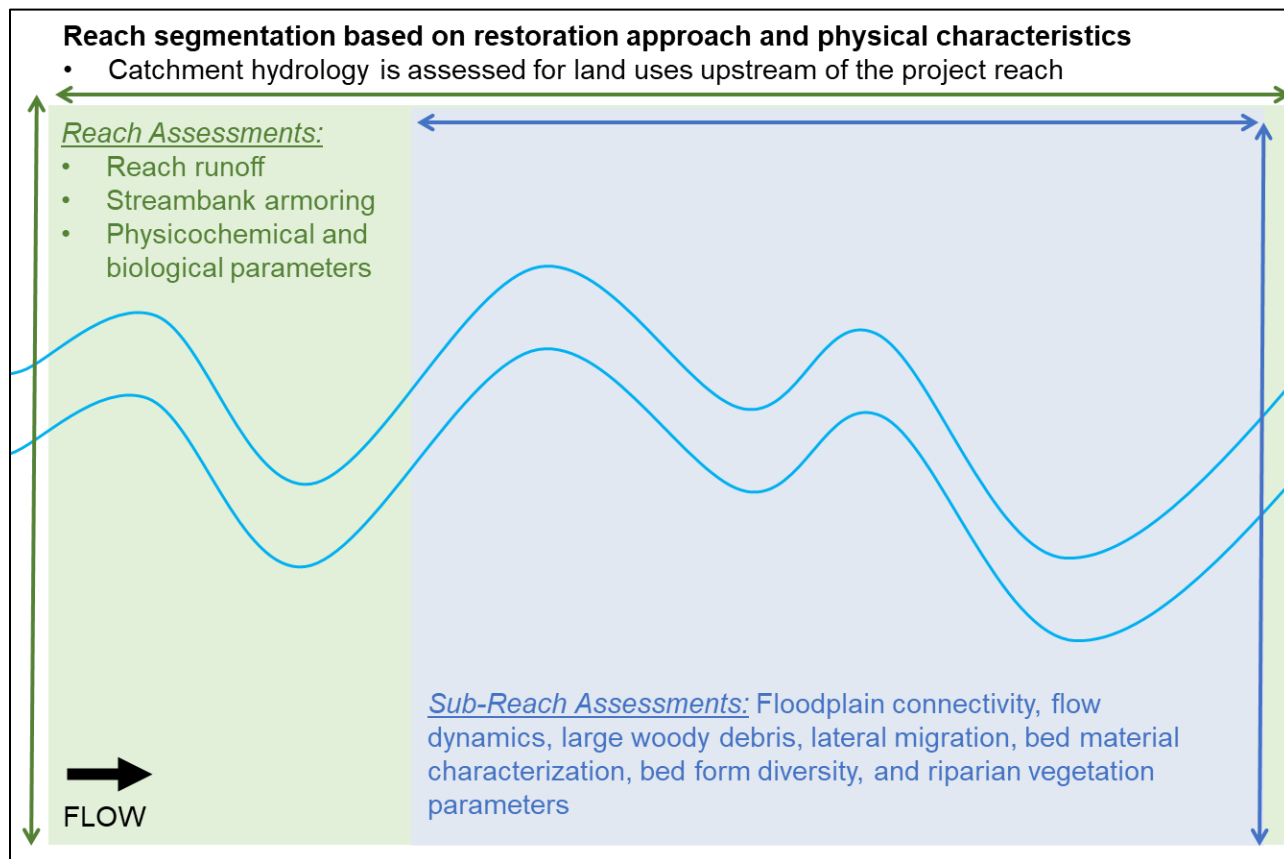 Reach segmentation based on restoration approach and physical characteristics
• Catchment hydrology is assessed for land uses upstream of the project reach
Reach Assessments:
• Reach runoff
• Streambank armoring
• Physicochemical and
biological parameters
Sub-Reach Assessments: Floodplain connectivity, flow
dynamics, large woody debris, lateral migration, bed material
characterization, bed form diversity, and riparian vegetation
parameters
FLOW